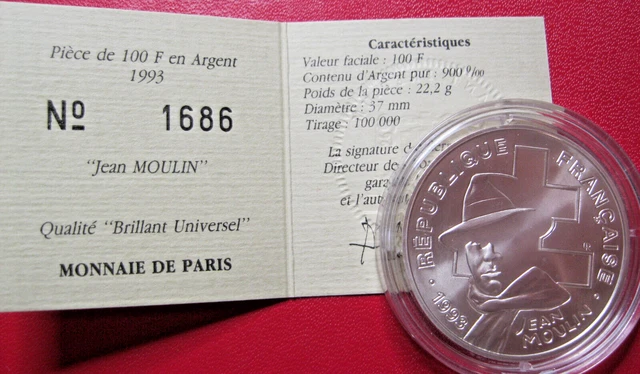 Pièce de 100 F en Argent
1993
Nº 1686
"Jean MOULIN"
Qualité "Brillant Universel"
MONNAIE DE PARIS
Caractéristiques
Valeur faciale : 100 F
Contenu d'Argent pur : 900 ‰
Poids de la pièce : 22,2 g
Diamètre : 37 mm
Tirage : 100 000
La signature d
Directeur de
gara
et l'aut
RÉPUBLIQUE FRANÇAISE
1993
JEAN
MOULIN